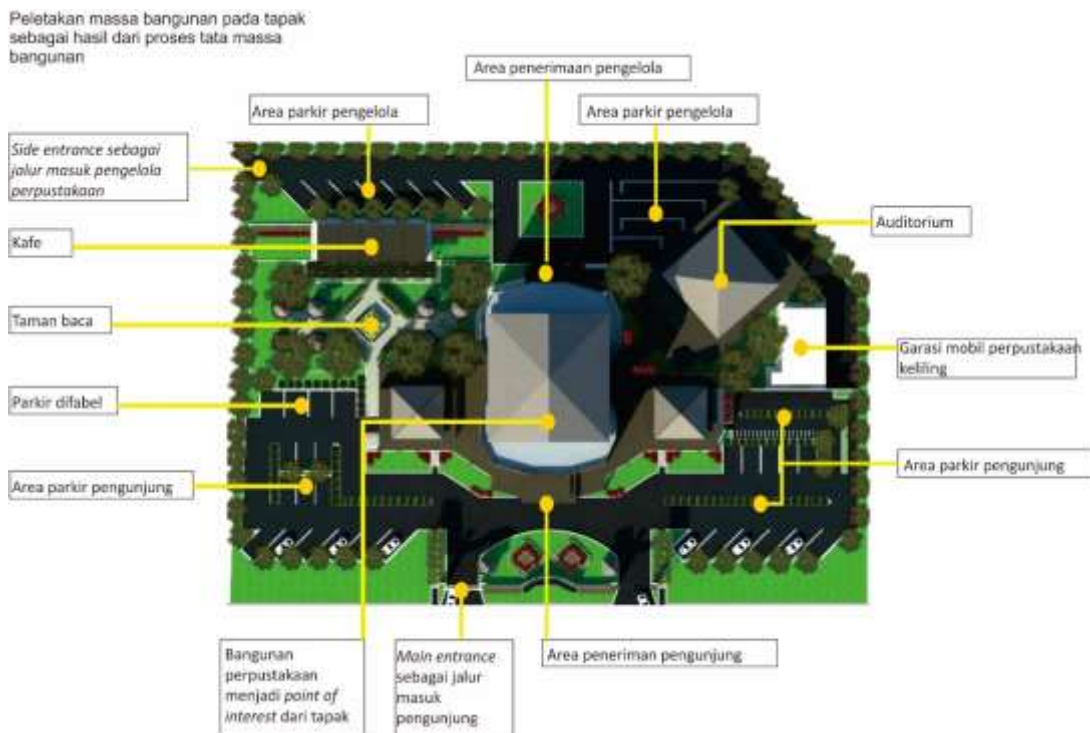 Peletakan massa bangunan pada tapak
sebagai hasil dari proses tata massa
bangunan
Area penerimaan pengelola
Area parkir pengelola
Area parkir pengelola
Side entrance sebagai
jalur masuk pengelala
perpustakaan
Auditorium
Kafe
Taman baca
Garasi mobil perpustakaan
keliling
Parkir difabel
Area parkir pengunjung
Area parkir pengunjung
Bangunan
perpustakaan
menjadi point of
interest dari tapak
Main entrance
sebagai jalur
masuk
pengunjung
Area peneriman pengunjung